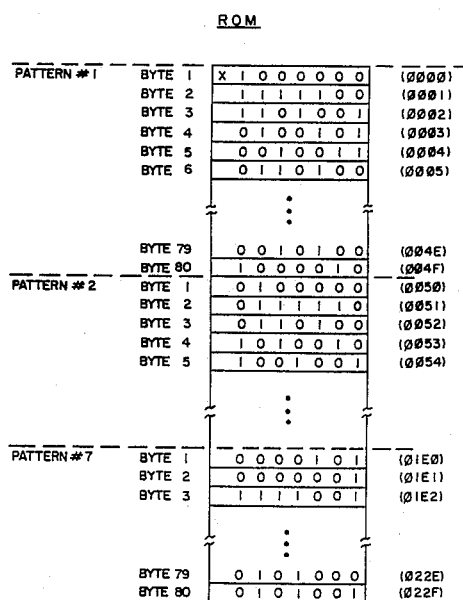 ROM
PATTERN #1 BYTE 1 X 1 0 0 0 0 0 0 (0000)
BYTE 2 1 1 1 1 1 0 0 (0001)
BYTE 3 1 1 0 1 0 0 1 (0002)
BYTE 4 0 1 0 0 1 0 1 (0003)
BYTE 5 0 0 1 0 0 1 1 (0004)
BYTE 6 0 1 1 0 1 0 0 (0005)
BYTE 79 0 0 1 0 1 0 0 (004E)
BYTE 80 1 0 0 0 0 1 0 (004F)
PATTERN #2 BYTE 1 0 1 0 0 0 0 0 (0050)
BYTE 2 0 1 1 1 1 1 0 (0051)
BYTE 3 0 1 1 0 1 0 0 (0052)
BYTE 4 1 0 1 0 0 1 0 (0053)
BYTE 5 1 0 0 1 0 0 1 (0054)
PATTERN #7 BYTE 1 0 0 0 0 1 0 1 (01E0)
BYTE 2 0 0 0 0 0 0 1 (01E1)
BYTE 3 1 1 1 1 0 0 1 (01E2)
BYTE 79 0 1 0 1 0 0 0 (022E)
BYTE 80 0 1 0 1 0 0 1 (022F)